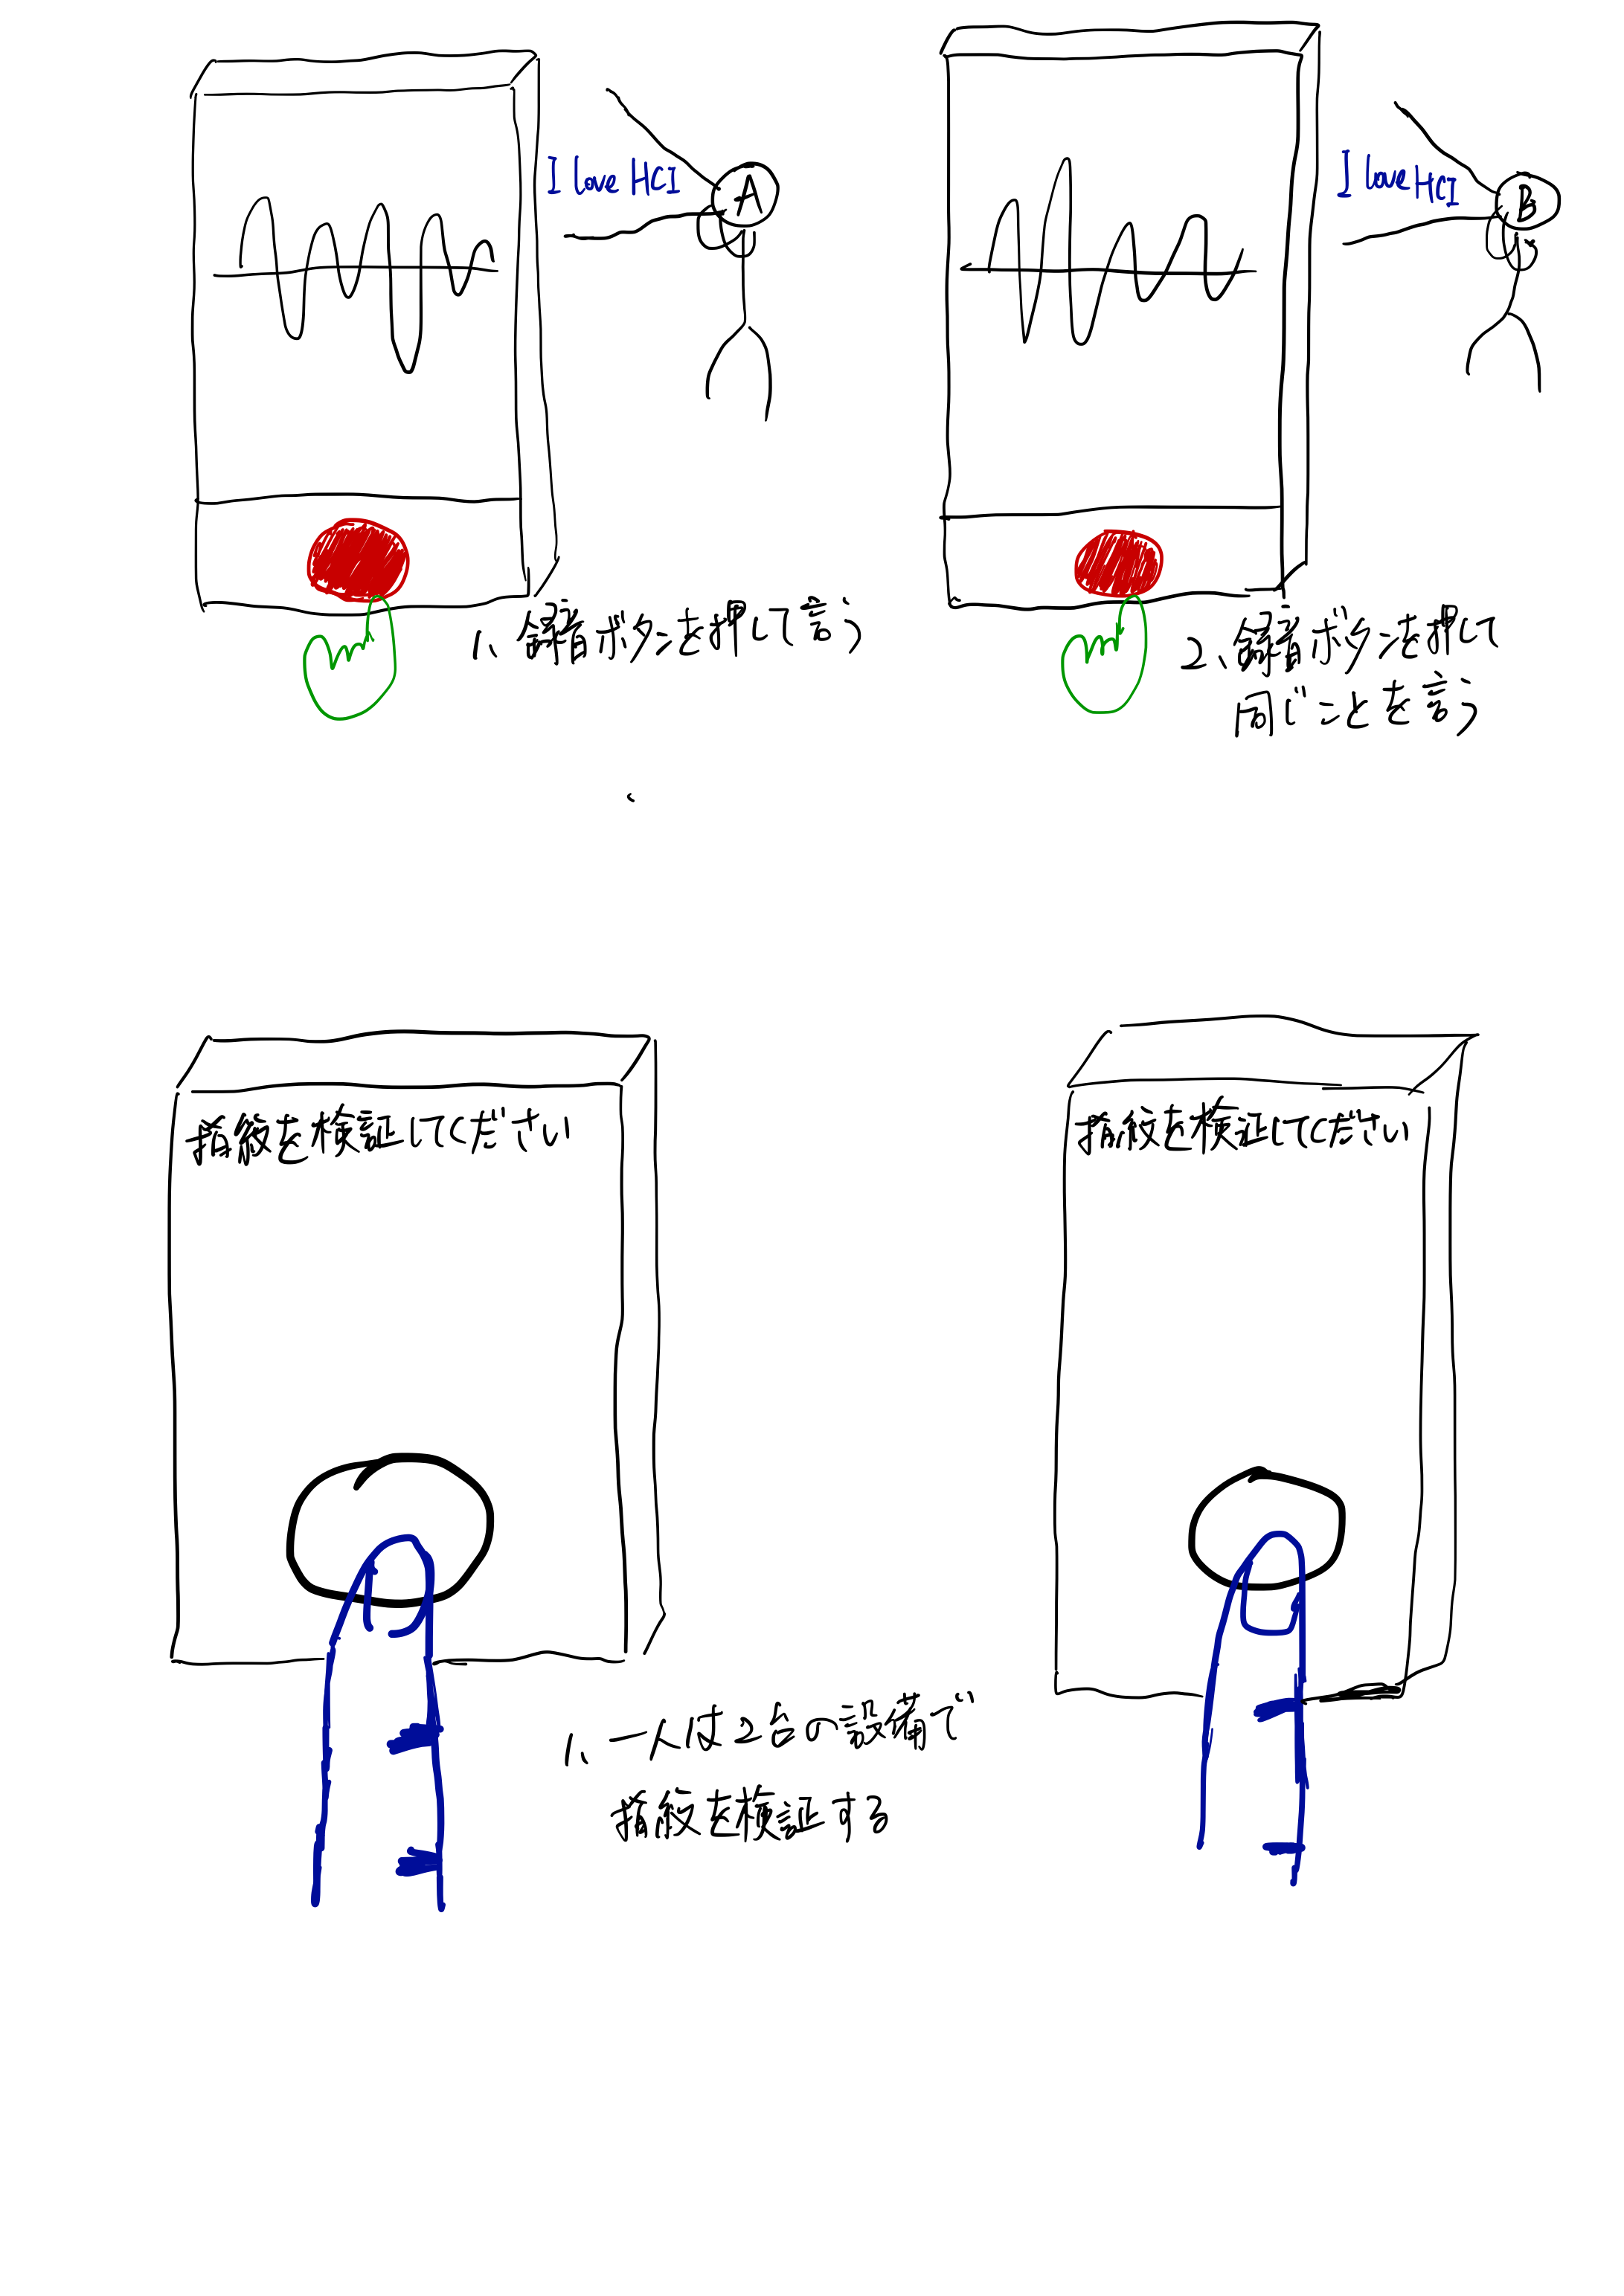 I love HCI
A
I love HCI
B
1、録音ボタンを押して言う
2、録音ボタンを押して
同じことを言う
指紋を検証してください
指紋を検証してください
1、一人は2台の設備で
指紋を検証する